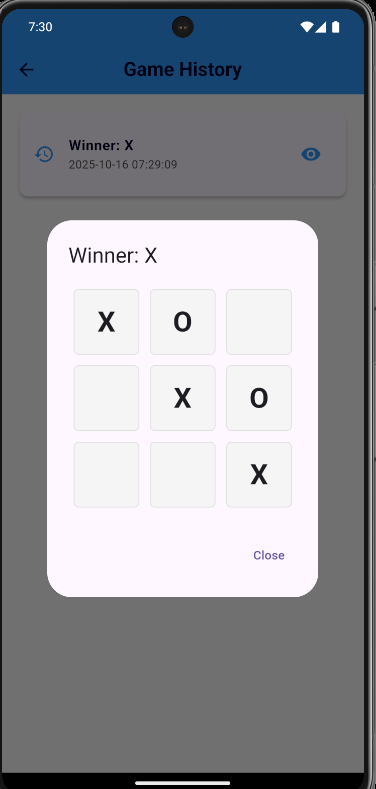 7:30
Game History
Winner: X
2025-10-16 07:29:09
Winner: X
X O
X O
X
Close